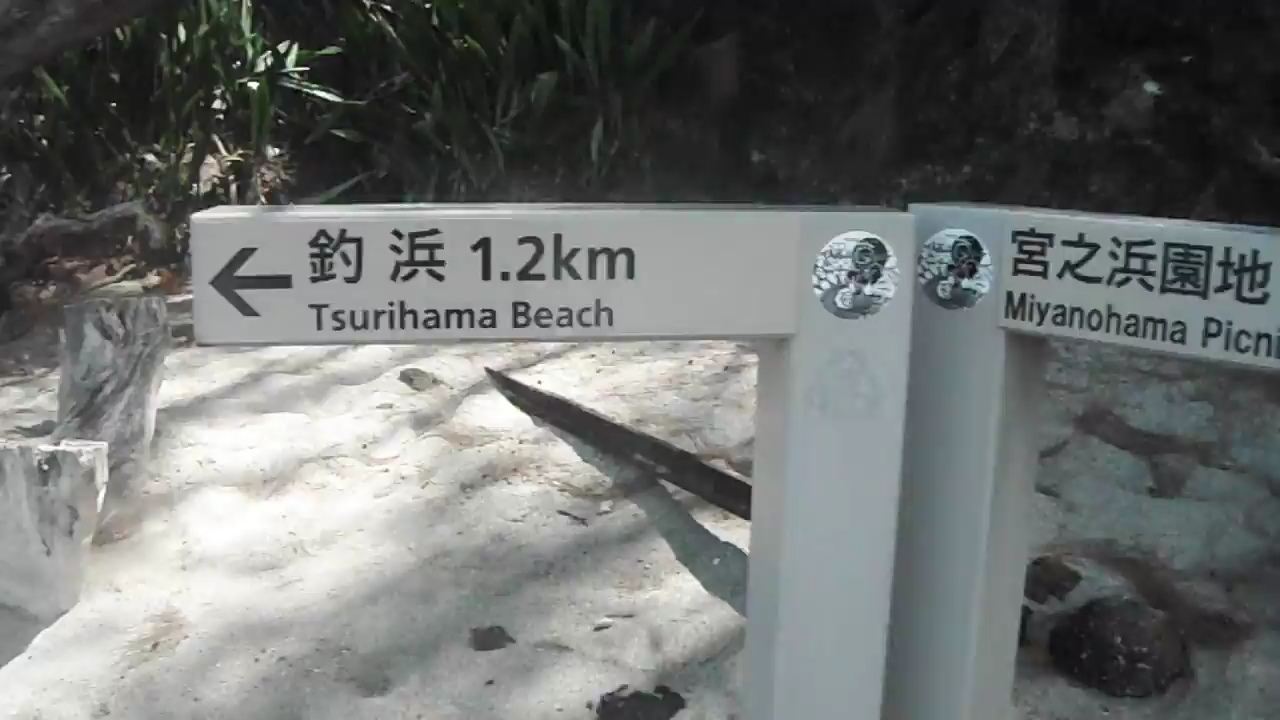 釣浜 1.2km
Tsurihama Beach
宮之浜園地
Miyanohama Picni